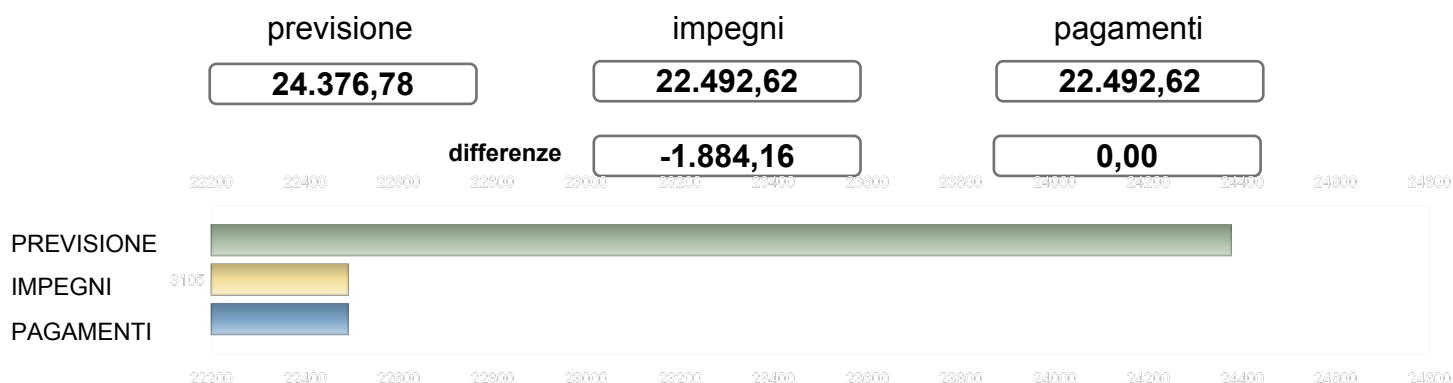 previsione impegni pagamenti
24.376,78 22.492,62 22.492,62
differenze -1.884,16 0,00
22200 22400 22600 22800 23000 23200 23400 23600 23800 24000 24200 24400 24600 24800
PREVISIONE
3105
IMPEGNI
PAGAMENTI
22200 22400 22600 22800 23000 23200 23400 23600 23800 24000 24200 24400 24600 24800